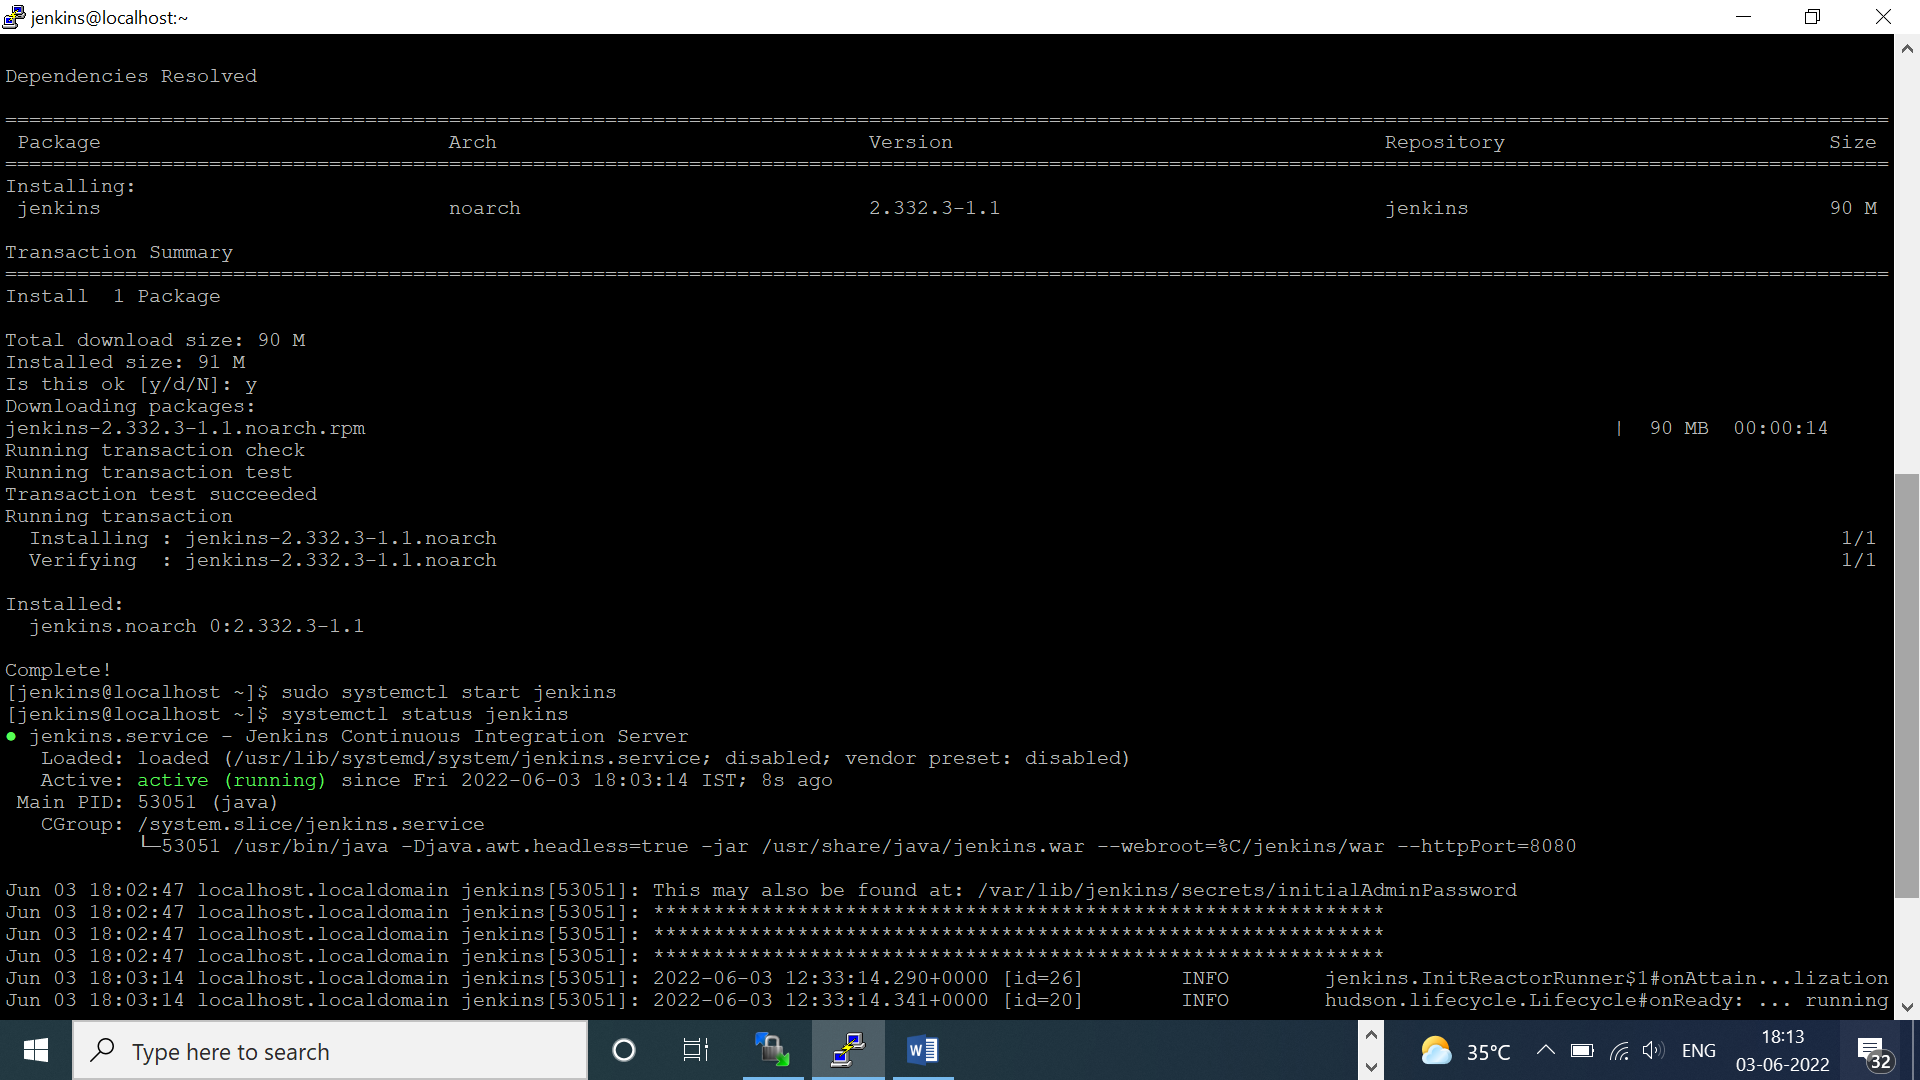 jenkins@localhost:~
Dependencies Resolved
================================================================================
Package Arch Version Repository Size
================================================================================
Installing:
jenkins noarch 2.332.3-1.1 jenkins 90 M
Transaction Summary
================================================================================
Install 1 Package
Total download size: 90 M
Installed size: 91 M
Is this ok [y/d/N]: y
Downloading packages:
jenkins-2.332.3-1.1.noarch.rpm | 90 MB 00:00:14
Running transaction check
Running transaction test
Transaction test succeeded
Running transaction
Installing : jenkins-2.332.3-1.1.noarch 1/1
Verifying : jenkins-2.332.3-1.1.noarch 1/1
Installed:
jenkins.noarch 0:2.332.3-1.1
Complete!
[jenkins@localhost ~]$ sudo systemctl start jenkins
[jenkins@localhost ~]$ systemctl status jenkins
● jenkins.service - Jenkins Continuous Integration Server
Loaded: loaded (/usr/lib/systemd/system/jenkins.service; disabled; vendor preset: disabled)
Active: active (running) since Fri 2022-06-03 18:03:14 IST; 8s ago
Main PID: 53051 (java)
CGroup: /system.slice/jenkins.service
└─53051 /usr/bin/java -Djava.awt.headless=true -jar /usr/share/java/jenkins.war --webroot=%C/jenkins/war --httpPort=8080
Jun 03 18:02:47 localhost.localdomain jenkins[53051]: This may also be found at: /var/lib/jenkins/secrets/initialAdminPassword
Jun 03 18:02:47 localhost.localdomain jenkins[53051]: *************************************************************
Jun 03 18:02:47 localhost.localdomain jenkins[53051]: *************************************************************
Jun 03 18:02:47 localhost.localdomain jenkins[53051]: *************************************************************
Jun 03 18:03:14 localhost.localdomain jenkins[53051]: 2022-06-03 12:33:14.290+0000 [id=26] INFO jenkins.InitReactorRunner$1#onAttain...lization
Jun 03 18:03:14 localhost.localdomain jenkins[53051]: 2022-06-03 12:33:14.341+0000 [id=20] INFO hudson.lifecycle.Lifecycle#onReady: ... running
Type here to search
W
35°C
ENG
18:13
03-06-2022
32